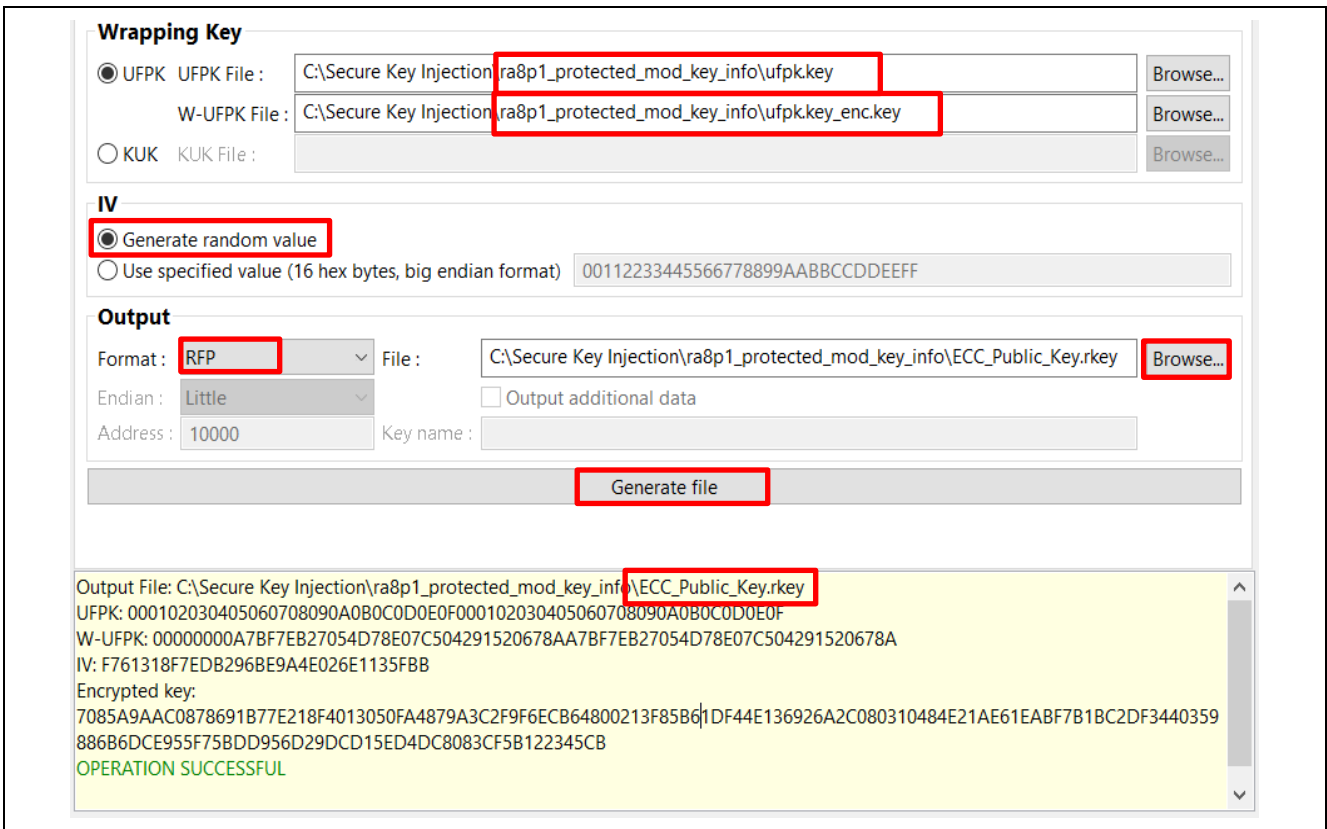 Wrapping Key
UFPK UFPK File : C:\Secure Key Injection\ra8p1_protected_mod_key_info\ufpk.key Browse...
W-UFPK File : C:\Secure Key Injection\ra8p1_protected_mod_key_info\ufpk.key_enc.key Browse...
KUK KUK File : Browse...
IV
Generate random value
Use specified value (16 hex bytes, big endian format) 00112233445566778899AABBCCDDEEFF
Output
Format : RFP File : C:\Secure Key Injection\ra8p1_protected_mod_key_info\ECC_Public_Key.rkey Browse...
Endian : Little Output additional data
Address : 10000 Key name :
Generate file
Output File: C:\Secure Key Injection\ra8p1_protected_mod_key_info\ECC_Public_Key.rkey
UFPK: 000102030405060708090A0B0C0D0E0F000102030405060708090A0B0C0D0E0F
W-UFPK: 00000000A7BF7EB27054D78E07C504291520678AA7BF7EB27054D78E07C504291520678A
IV: F761318F7EDB296BE9A4E026E1135FBB
Encrypted key:
7085A9AAC0878691B77E218F4013050FA4879A3C2F9F6ECB64800213F85B61DF44E136926A2C080310484E21AE61EABF7B1BC2DF3440359
886B6DCE955F75BDD956D29DCD15ED4DC8083CF5B122345CB
OPERATION SUCCESSFUL